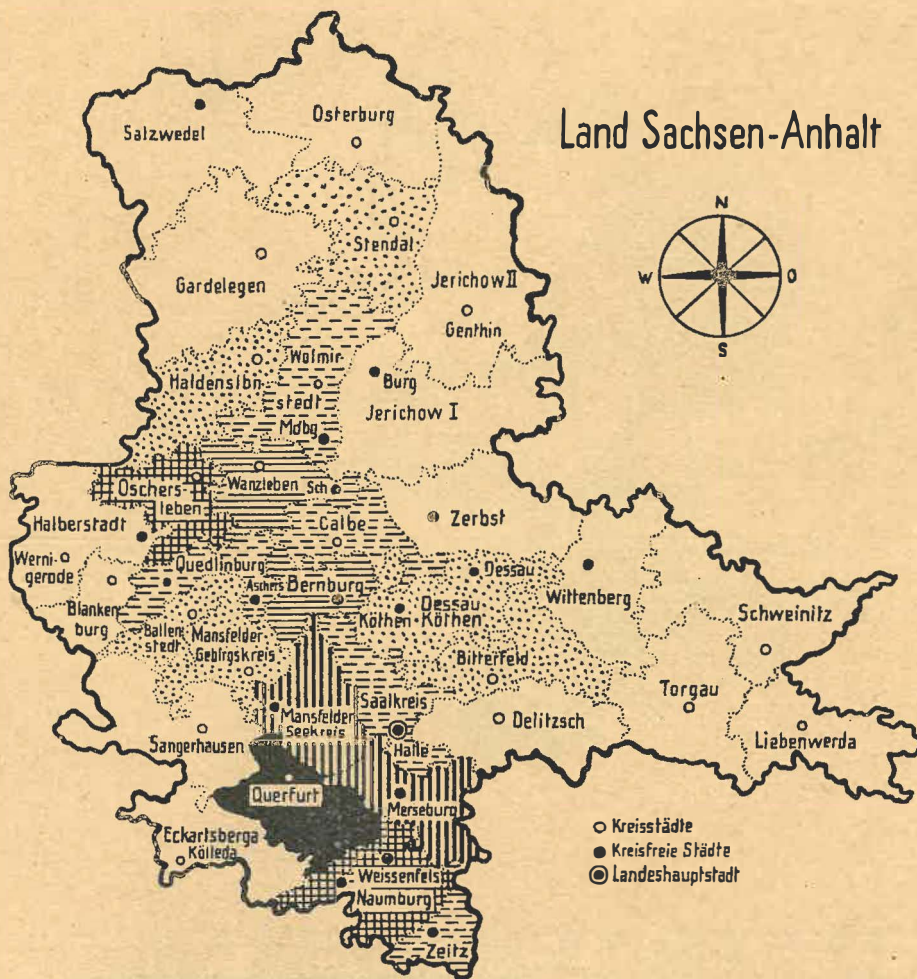 Land Sachsen-Anhalt
N
W
O
S
Salzwedel
Osterburg
Stendal
Gardelegen
Jerichow II
Genthin
Wolmir-
stedt
Haldenslbn
Burg
Jerichow I
Mdbg
Oschers-
leben
Wanzleben
Sch
Halberstadt
Calbe
Zerbst
Werni-
gerode
Quedlinburg
Aschers
Bernburg
Dessau
Wittenberg
Blanken-
burg
Ballen-
stedt
Mansfelder
Gebirgskreis
Köthen
Dessau
Köthen
Schweinitz
Bitterfeld
Torgau
Saalkreis
Mansfelder
Seekreis
Delitzsch
Sangerhausen
Halle
Liebenwerda
Querfurt
Merseburg
Eckartsberga
Kölleda
Weissenfels
Naumburg
Zeitz
Kreisstädte
Kreisfreie Städte
Landeshauptstadt